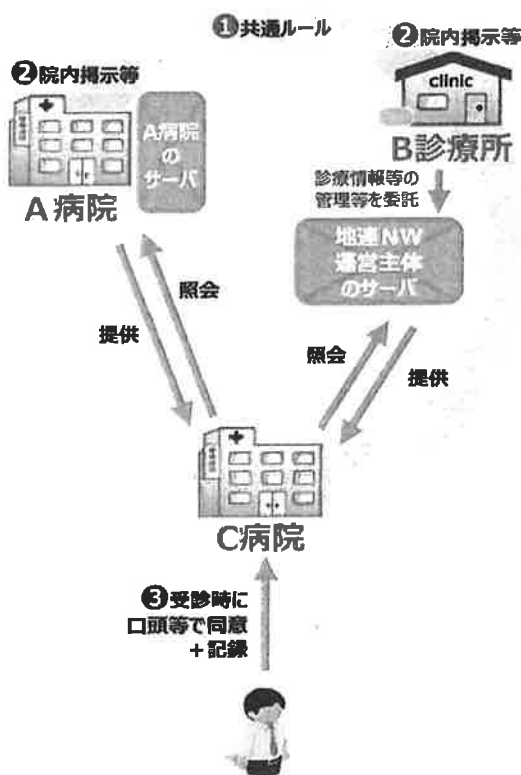 ❶共通ルール
❷院内掲示等
❷院内掲示等
clinic
A病院
の
サーバ
B診療所
A病院
診療情報等の
管理等を委託
地連NW
運営主体
のサーバ
照会
提供
照会
提供
C病院
❸受診時に
口頭等で同意
+記録